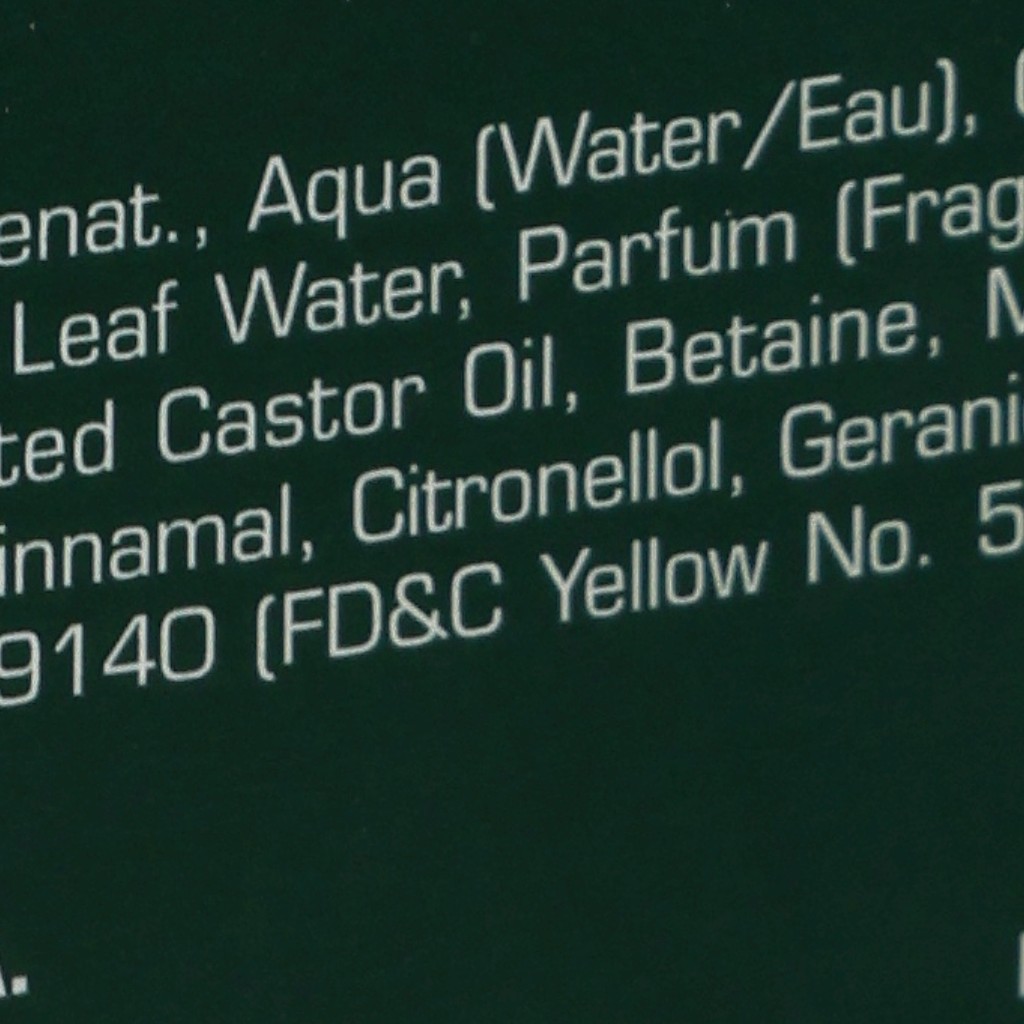 enat., Aqua (Water/Eau),
Leaf Water, Parfum (Frag
ted Castor Oil, Betaine, M
innamal, Citronellol, Gerani
9140 (FD&C Yellow No. 5